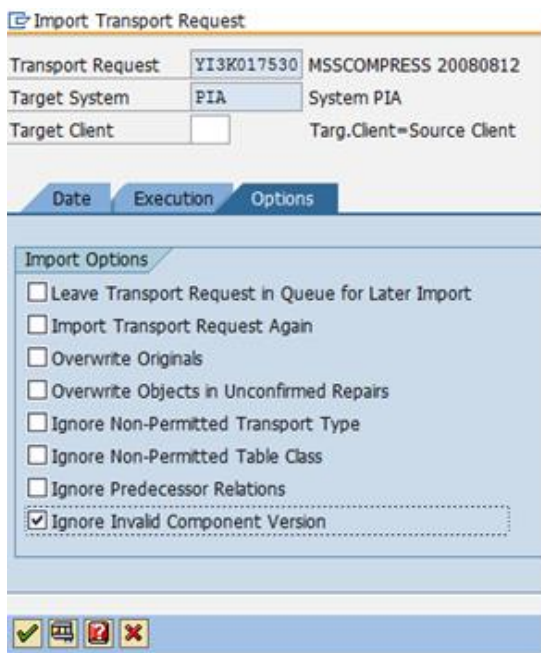 Import Transport Request
Transport Request YI3K017530 MSSCOMPRESS 20080812
Target System PIA System PIA
Target Client Targ.Client=Source Client
Date Execution Options
Import Options
Leave Transport Request in Queue for Later Import
Import Transport Request Again
Overwrite Originals
Overwrite Objects in Unconfirmed Repairs
Ignore Non-Permitted Transport Type
Ignore Non-Permitted Table Class
Ignore Predecessor Relations
Ignore Invalid Component Version